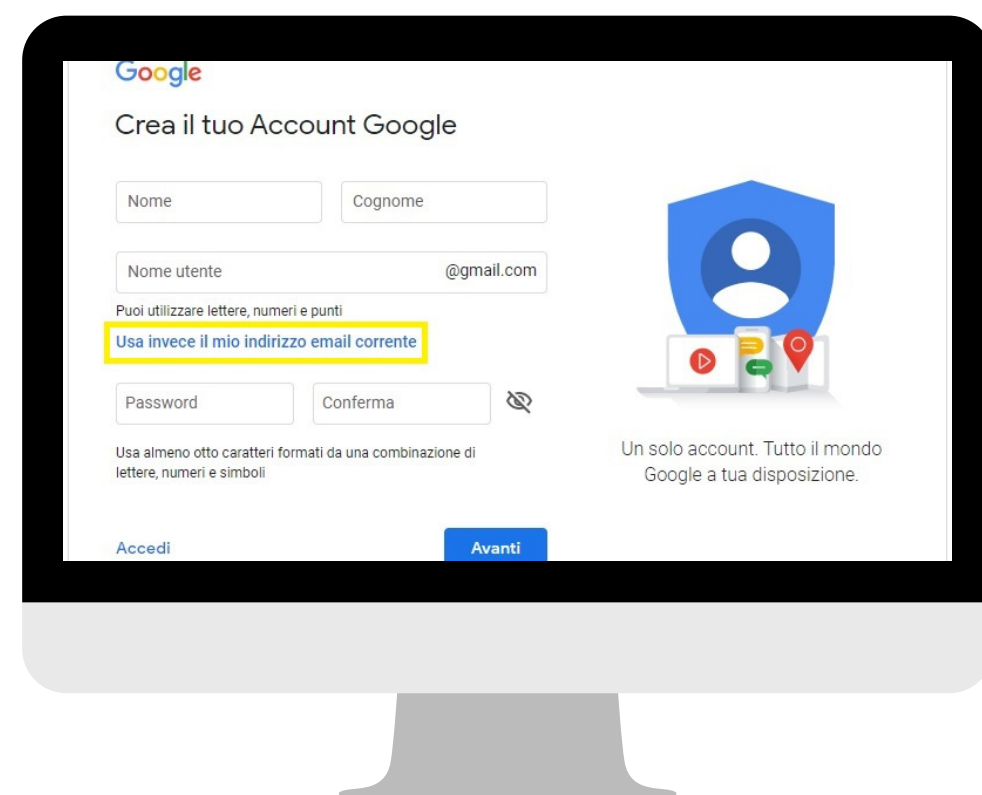 Google
Crea il tuo Account Google
Nome
Cognome
Nome utente
@gmail.com
Puoi utilizzare lettere, numeri e punti
Usa invece il mio indirizzo email corrente
Password
Conferma
Usa almeno otto caratteri formati da una combinazione di
lettere, numeri e simboli
Accedi
Avanti
Un solo account. Tutto il mondo
Google a tua disposizione.